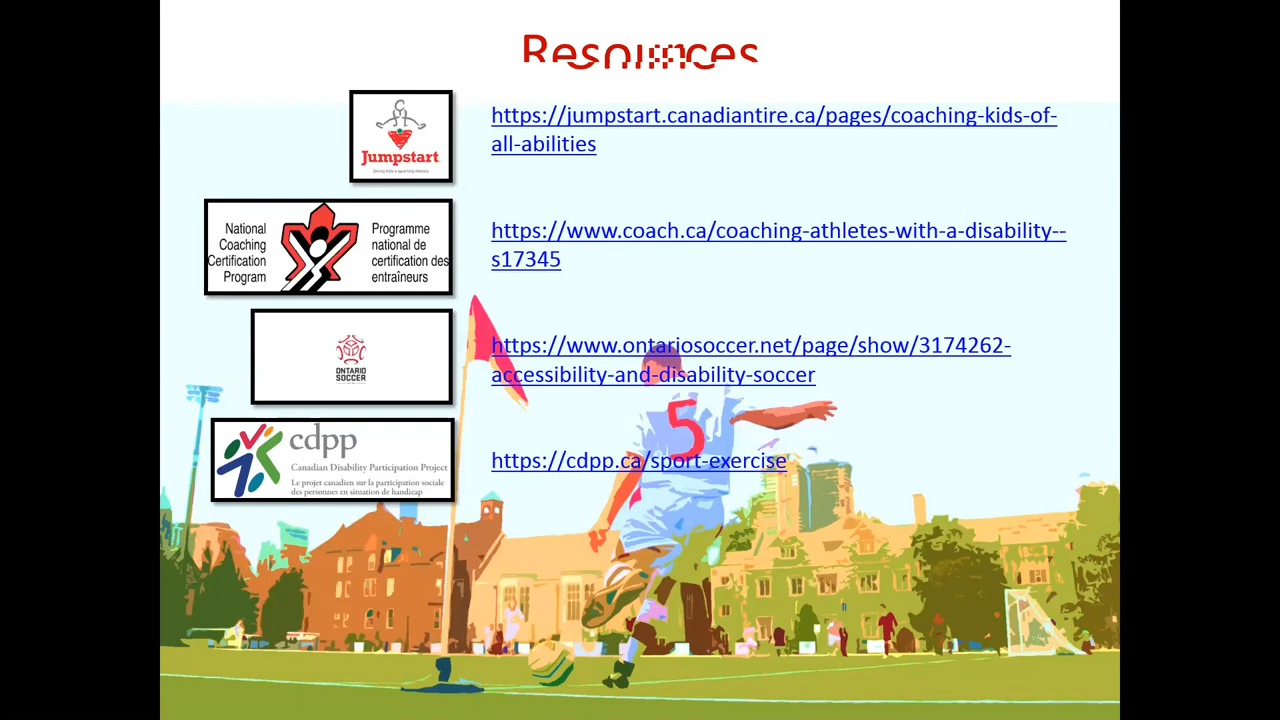 Resources
Jumpstart
Giving kids a sporting chance
https://jumpstart.canadiantire.ca/pages/coaching-kids-of-
all-abilities
National
Coaching
Certification
Program
Programme
national de
certification des
entraîneurs
https://www.coach.ca/coaching-athletes-with-a-disability--
s17345
ONTARIO
SOCCER
https://www.ontariosoccer.net/page/show/3174262-
accessibility-and-disability-soccer
5
cdpp
Canadian Disability Participation Project
Le projet canadien sur la participation sociale
des personnes en situation de handicap
https://cdpp.ca/sport-exercise